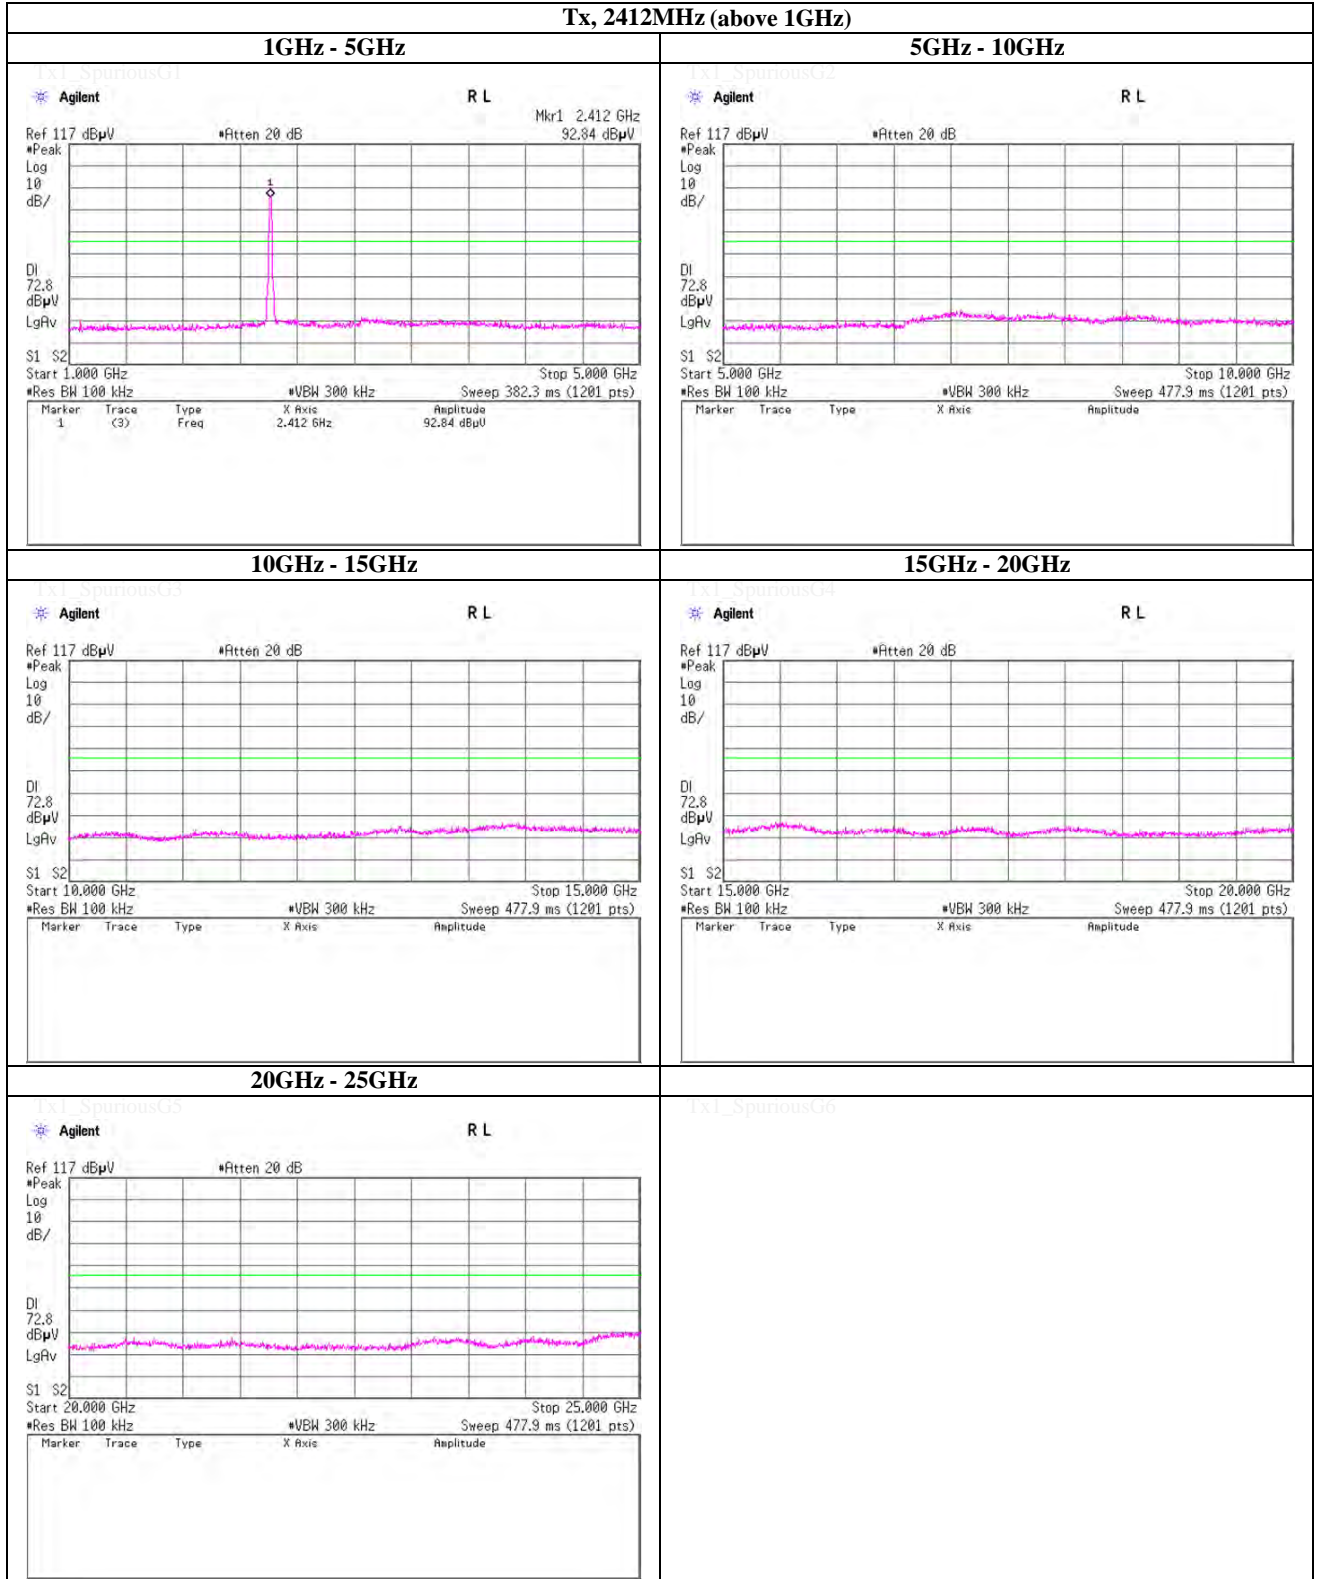 Tx, 2412MHz (above 1GHz)
1GHz - 5GHz
Tx1_SpuriousG1
Agilent R L
Mkr1 2.412 GHz
Ref 117 dBµV #Atten 20 dB 92.84 dBµV
#Peak
Log
10
dB/
1
DI
72.8
dBµV
LgAv
S1 S2
Start 1.000 GHz Stop 5.000 GHz
#Res BW 100 kHz #VBW 300 kHz Sweep 382.3 ms (1201 pts)
Marker Trace Type X Axis Amplitude
1 (3) Freq 2.412 GHz 92.84 dBµV
5GHz - 10GHz
Tx1_SpuriousG2
Agilent R L
Ref 117 dBµV #Atten 20 dB
#Peak
Log
10
dB/
DI
72.8
dBµV
LgAv
S1 S2
Start 5.000 GHz Stop 10.000 GHz
#Res BW 100 kHz #VBW 300 kHz Sweep 477.9 ms (1201 pts)
Marker Trace Type X Axis Amplitude
10GHz - 15GHz
Tx1_SpuriousG3
Agilent R L
Ref 117 dBµV #Atten 20 dB
#Peak
Log
10
dB/
DI
72.8
dBµV
LgAv
S1 S2
Start 10.000 GHz Stop 15.000 GHz
#Res BW 100 kHz #VBW 300 kHz Sweep 477.9 ms (1201 pts)
Marker Trace Type X Axis Amplitude
15GHz - 20GHz
Tx1_SpuriousG4
Agilent R L
Ref 117 dBµV #Atten 20 dB
#Peak
Log
10
dB/
DI
72.8
dBµV
LgAv
S1 S2
Start 15.000 GHz Stop 20.000 GHz
#Res BW 100 kHz #VBW 300 kHz Sweep 477.9 ms (1201 pts)
Marker Trace Type X Axis Amplitude
20GHz - 25GHz
Tx1_SpuriousG5
Agilent R L
Ref 117 dBµV #Atten 20 dB
#Peak
Log
10
dB/
DI
72.8
dBµV
LgAv
S1 S2
Start 20.000 GHz Stop 25.000 GHz
#Res BW 100 kHz #VBW 300 kHz Sweep 477.9 ms (1201 pts)
Marker Trace Type X Axis Amplitude
Tx1_SpuriousG6